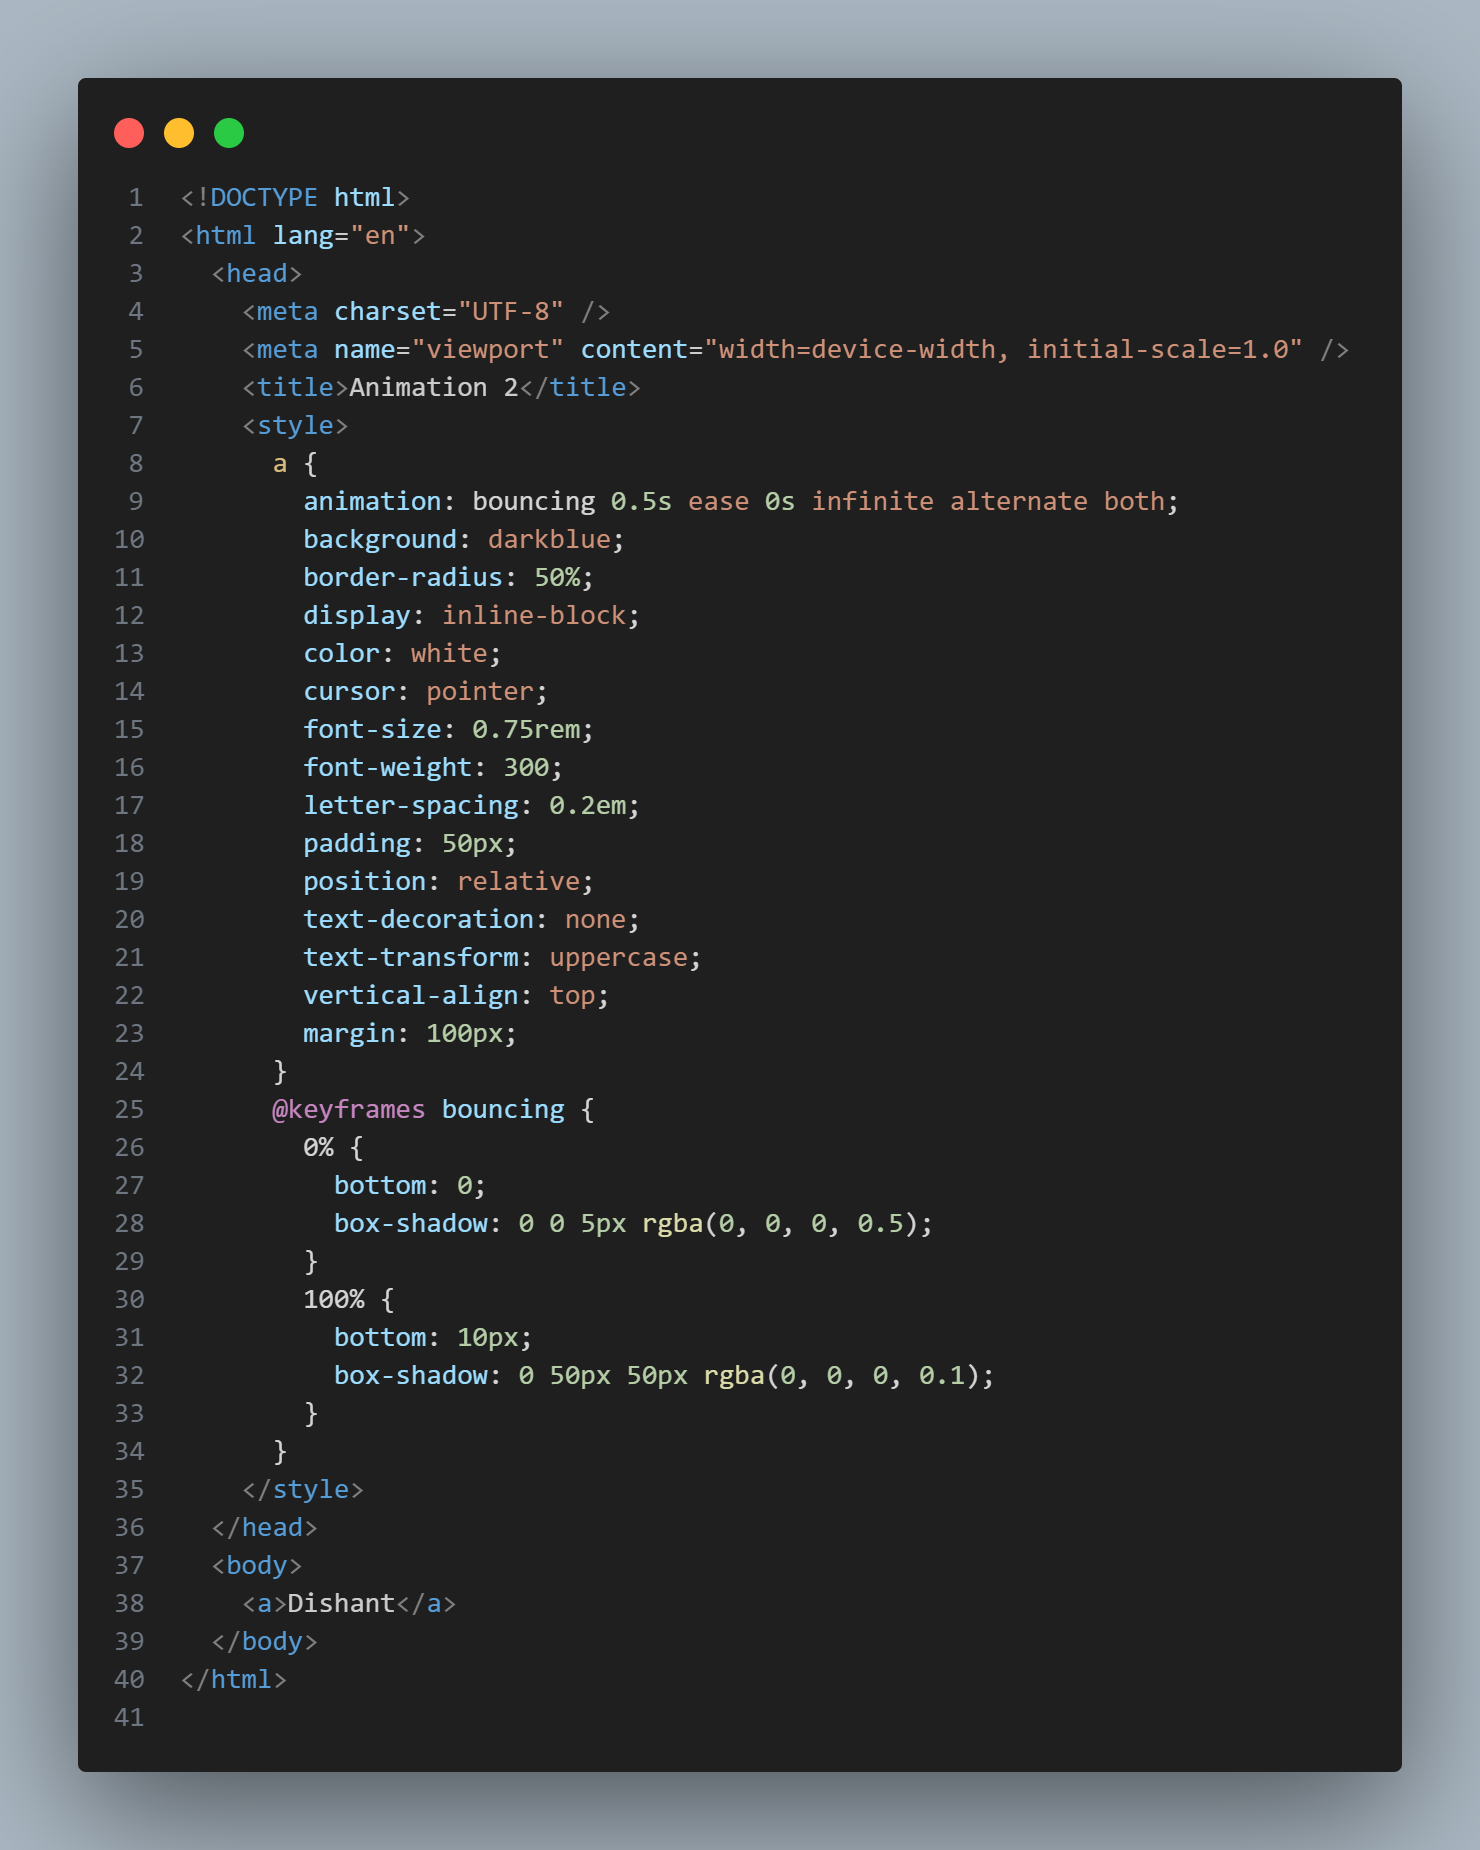 1 <!DOCTYPE html>
2 <html lang="en">
3   <head>
4     <meta charset="UTF-8" />
5     <meta name="viewport" content="width=device-width, initial-scale=1.0" />
6     <title>Animation 2</title>
7     <style>
8       a {
9         animation: bouncing 0.5s ease 0s infinite alternate both;
10         background: darkblue;
11         border-radius: 50%;
12         display: inline-block;
13         color: white;
14         cursor: pointer;
15         font-size: 0.75rem;
16         font-weight: 300;
17         letter-spacing: 0.2em;
18         padding: 50px;
19         position: relative;
20         text-decoration: none;
21         text-transform: uppercase;
22         vertical-align: top;
23         margin: 100px;
24       }
25       @keyframes bouncing {
26         0% {
27           bottom: 0;
28           box-shadow: 0 0 5px rgba(0, 0, 0, 0.5);
29         }
30         100% {
31           bottom: 10px;
32           box-shadow: 0 50px 50px rgba(0, 0, 0, 0.1);
33         }
34       }
35     </style>
36   </head>
37   <body>
38     <a>Dishant</a>
39   </body>
40 </html>
41